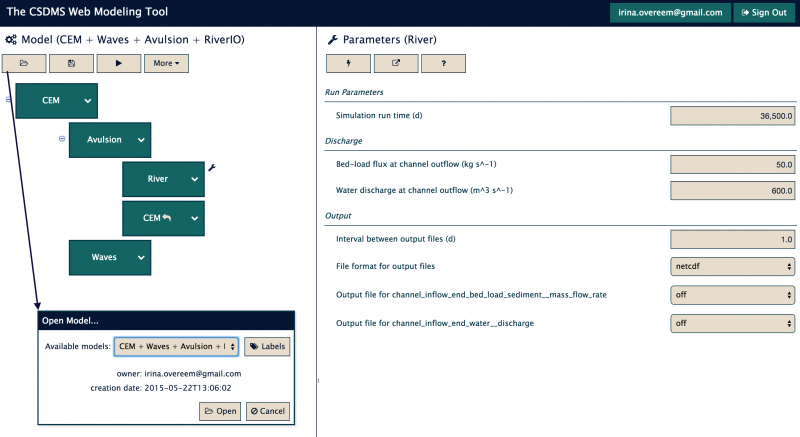 The CSDMS Web Modeling Tool
irina.overeem@gmail.com
Sign Out
Model (CEM + Waves + Avulsion + RiverIO)
More
CEM
Avulsion
River
CEM
Waves
Open Model...
Available models: CEM + Waves + Avulsion + I
Labels
owner: irina.overeem@gmail.com
creation date: 2015-05-22T13:06:02
Open
Cancel
Parameters (River)
?
Run Parameters
Simulation run time (d) 36,500.0
Discharge
Bed-load flux at channel outflow (kg s^-1) 50.0
Water discharge at channel outflow (m^3 s^-1) 600.0
Output
Interval between output files (d) 1.0
File format for output files netcdf
Output file for channel_inflow_end_bed_load_sediment__mass_flow_rate off
Output file for channel_inflow_end_water__discharge off